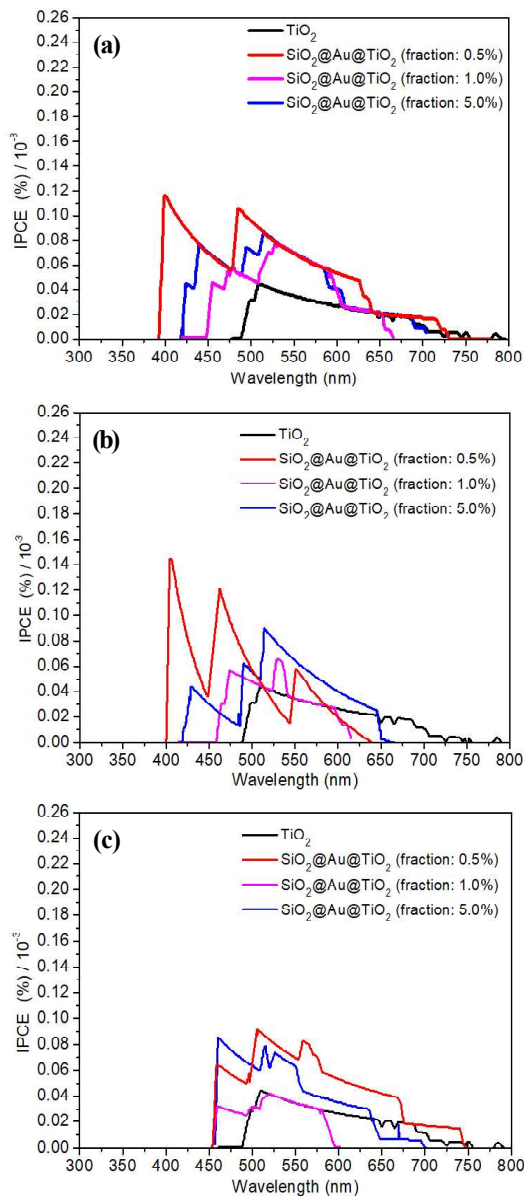 (a)
TiO2
SiO2@Au@TiO2 (fraction: 0.5%)
SiO2@Au@TiO2 (fraction: 1.0%)
SiO2@Au@TiO2 (fraction: 5.0%)
IPCE (%) / 10^-3
0.26
0.24
0.22
0.20
0.18
0.16
0.14
0.12
0.10
0.08
0.06
0.04
0.02
0.00
300 350 400 450 500 550 600 650 700 750 800
Wavelength (nm)
(b)
TiO2
SiO2@Au@TiO2 (fraction: 0.5%)
SiO2@Au@TiO2 (fraction: 1.0%)
SiO2@Au@TiO2 (fraction: 5.0%)
IPCE (%) / 10^-3
0.26
0.24
0.22
0.20
0.18
0.16
0.14
0.12
0.10
0.08
0.06
0.04
0.02
0.00
300 350 400 450 500 550 600 650 700 750 800
Wavelength (nm)
(c)
TiO2
SiO2@Au@TiO2 (fraction: 0.5%)
SiO2@Au@TiO2 (fraction: 1.0%)
SiO2@Au@TiO2 (fraction: 5.0%)
IPCE (%) / 10^-3
0.26
0.24
0.22
0.20
0.18
0.16
0.14
0.12
0.10
0.08
0.06
0.04
0.02
0.00
300 350 400 450 500 550 600 650 700 750 800
Wavelength (nm)